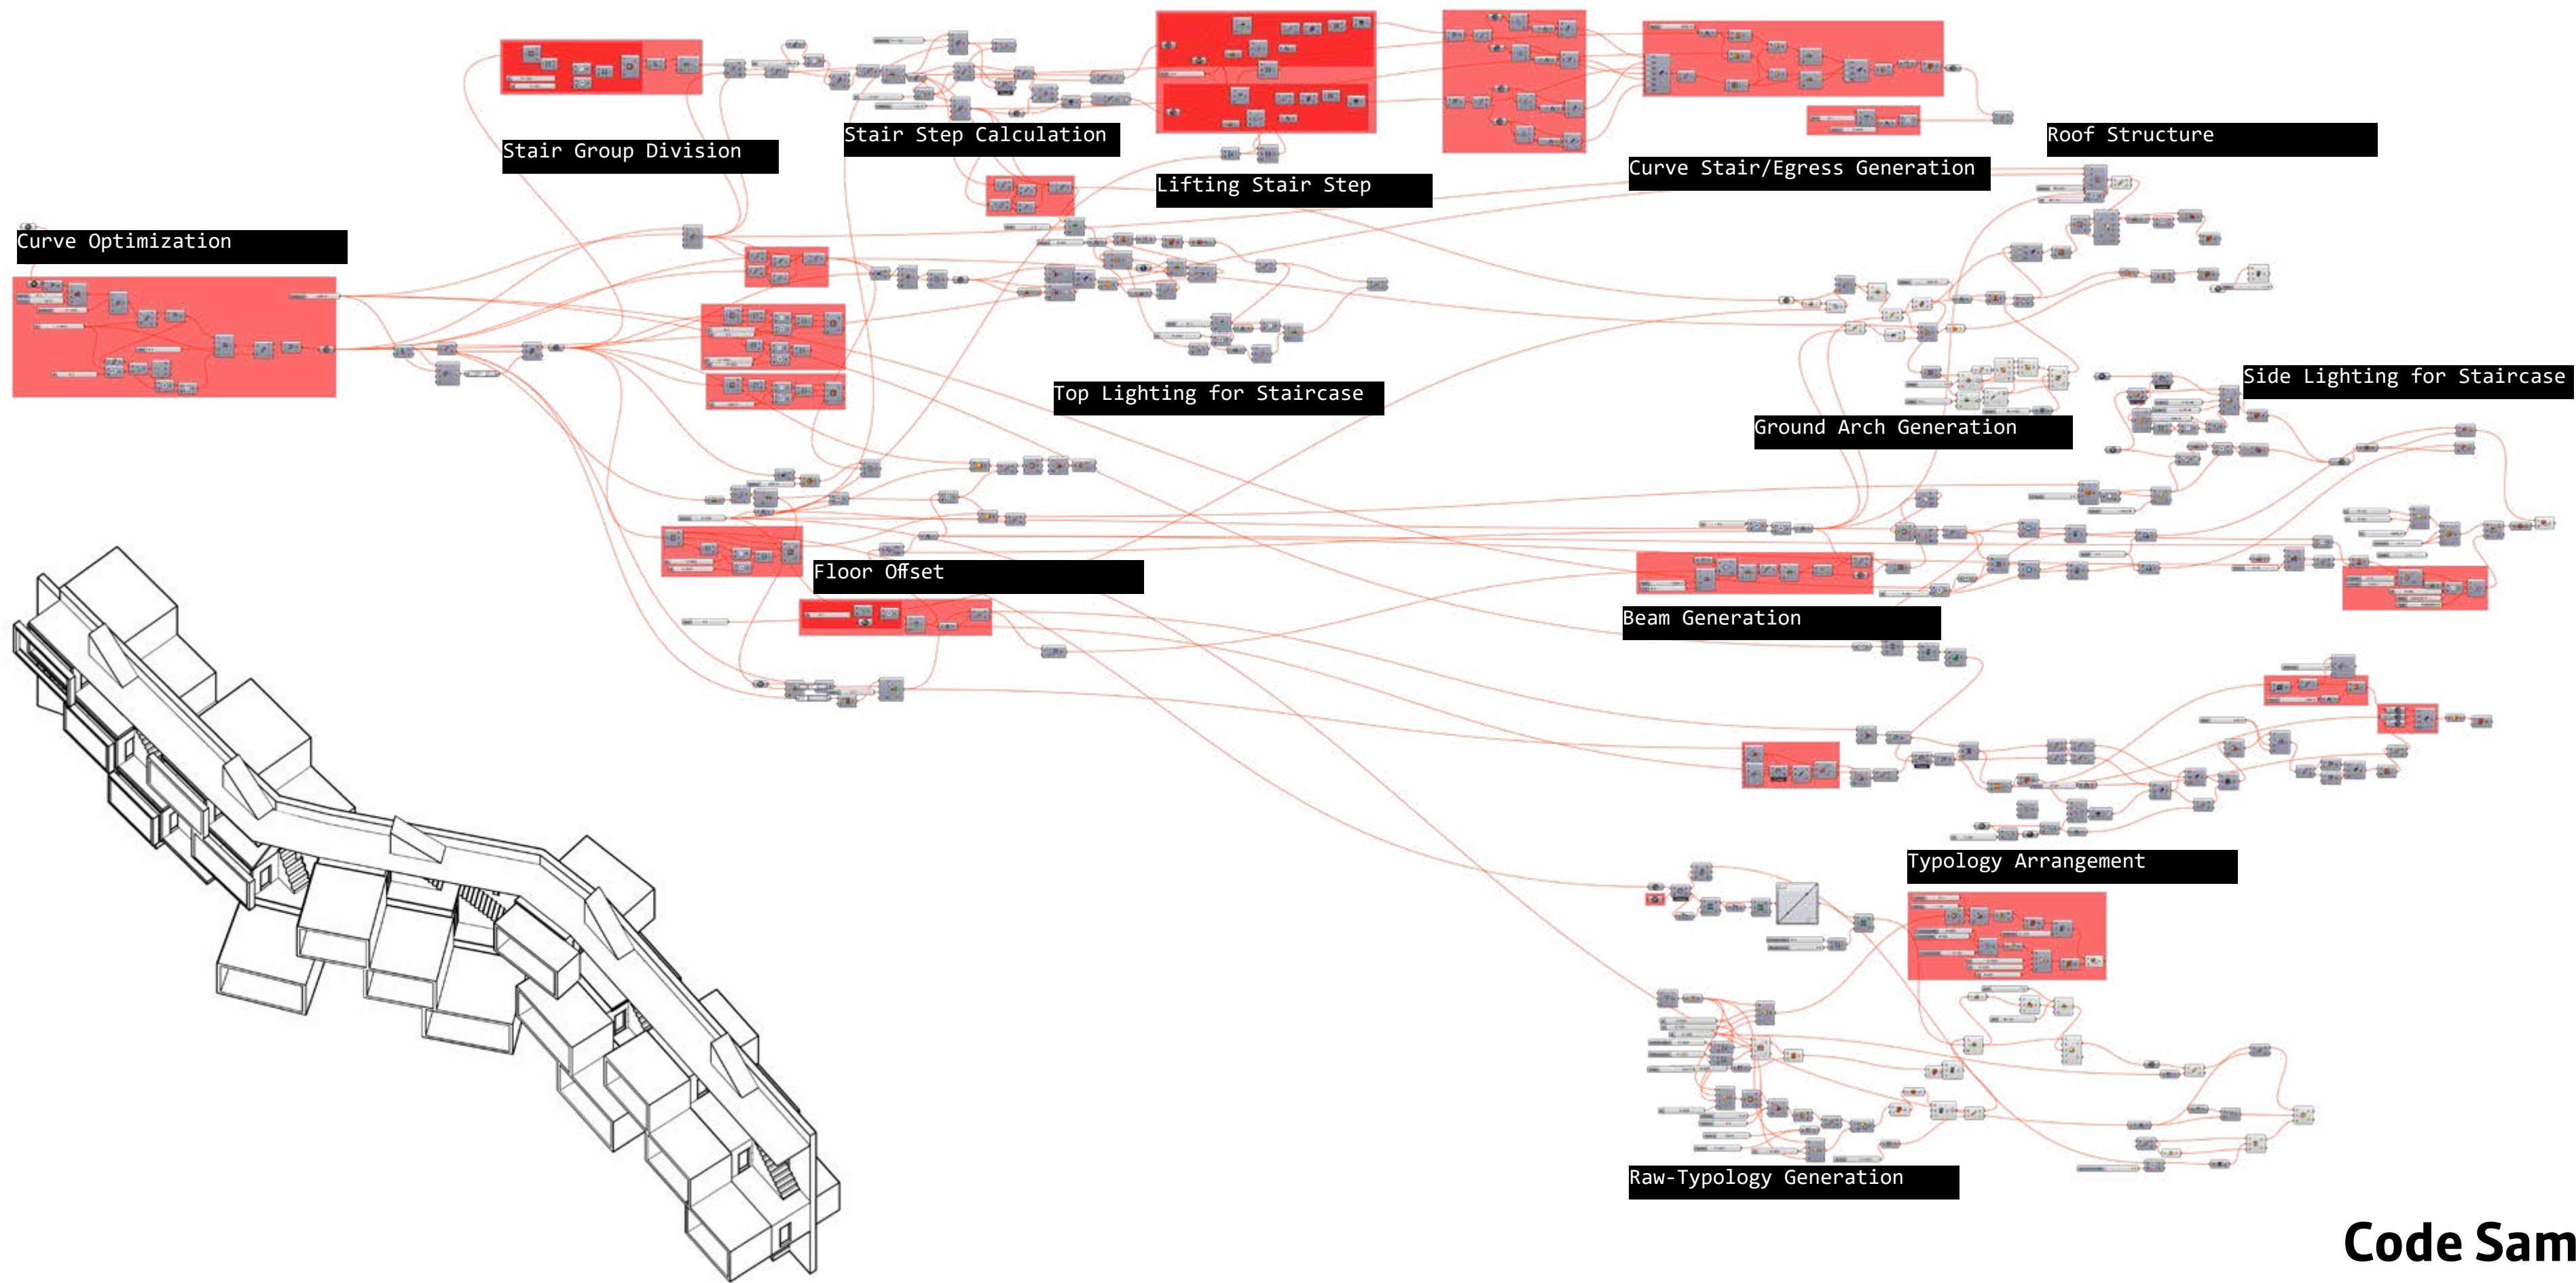 Stair Group Division
Stair Step Calculation
Lifting Stair Step
Curve Stair/Egress Generation
Roof Structure
Curve Optimization
Top Lighting for Staircase
Ground Arch Generation
Side Lighting for Staircase
Floor Offset
Beam Generation
Typology Arrangement
Raw-Typology Generation
Code Sam